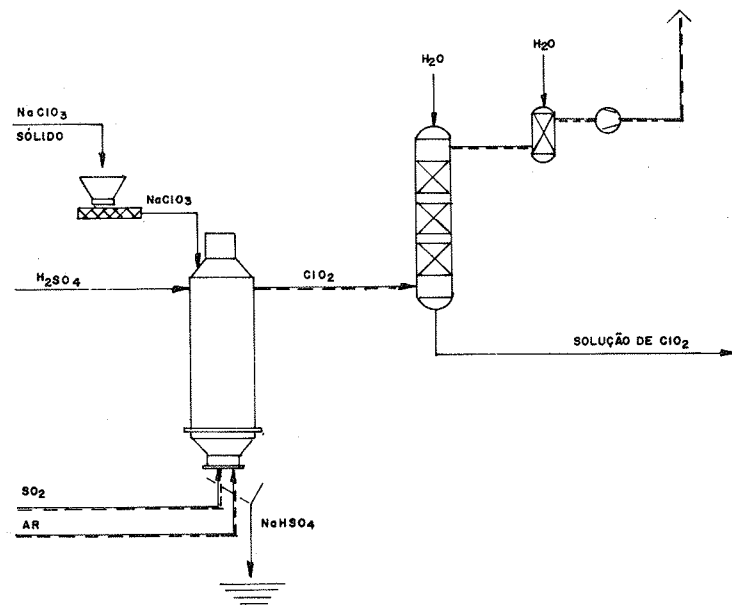 H2O
H2O
NaClO3
SÓLIDO
NaClO3
H2SO4
ClO2
SOLUÇÃO DE ClO2
SO2
AR
NaHSO4